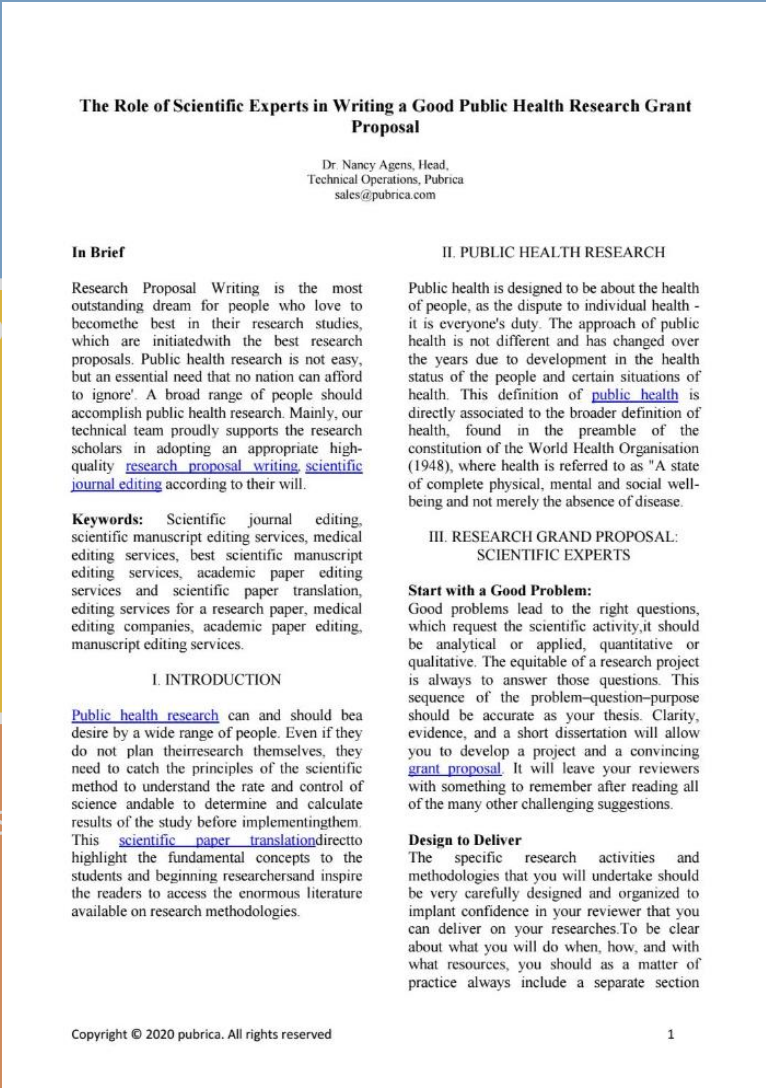 The Role of Scientific Experts in Writing a Good Public Health Research Grant
Proposal
Dr. Nancy Agens, Head,
Technical Operations, Pubrica
sales@pubrica.com
In Brief
Research Proposal Writing is the most
outstanding dream for people who love to
becomethe best in their research studies,
which are initiatedwith the best research
proposals. Public health research is not easy,
but an essential need that no nation can afford
to ignore'. A broad range of people should
accomplish public health research. Mainly, our
technical team proudly supports the research
scholars in adopting an appropriate high-
quality research proposal writing, scientific
journal editing according to their will.
Keywords: Scientific journal editing,
scientific manuscript editing services, medical
editing services, best scientific manuscript
editing services, academic paper editing
services and scientific paper translation,
editing services for a research paper, medical
editing companies, academic paper editing,
manuscript editing services.
I. INTRODUCTION
Public health research can and should bea
desire by a wide range of people. Even if they
do not plan theirresearch themselves, they
need to catch the principles of the scientific
method to understand the rate and control of
science andable to determine and calculate
results of the study before implementingthem.
This scientific paper translationdirectto
highlight the fundamental concepts to the
students and beginning researchersand inspire
the readers to access the enormous literature
available on research methodologies.
II. PUBLIC HEALTH RESEARCH
Public health is designed to be about the health
of people, as the dispute to individual health -
it is everyone's duty. The approach of public
health is not different and has changed over
the years due to development in the health
status of the people and certain situations of
health. This definition of public health is
directly associated to the broader definition of
health, found in the preamble of the
constitution of the World Health Organisation
(1948), where health is referred to as "A state
of complete physical, mental and social well-
being and not merely the absence of disease.
III. RESEARCH GRAND PROPOSAL:
SCIENTIFIC EXPERTS
Start with a Good Problem:
Good problems lead to the right questions,
which request the scientific activity,it should
be analytical or applied, quantitative or
qualitative. The equitable of a research project
is always to answer those questions. This
sequence of the problem–question–purpose
should be accurate as your thesis. Clarity,
evidence, and a short dissertation will allow
you to develop a project and a convincing
grant proposal. It will leave your reviewers
with something to remember after reading all
of the many other challenging suggestions.
Design to Deliver
The specific research activities and
methodologies that you will undertake should
be very carefully designed and organized to
implant confidence in your reviewer that you
can deliver on your researches.To be clear
about what you will do when, how, and with
what resources, you should as a matter of
practice always include a separate section
Copyright © 2020 pubrica. All rights reserved 1